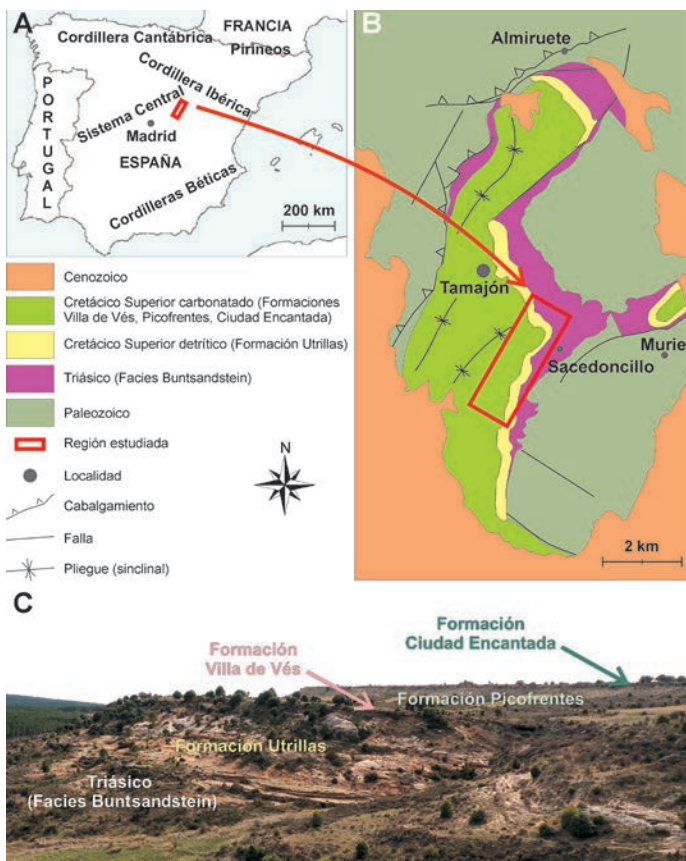 A
FRANCIA
Cordillera Cantábrica
Pirineos
Cordillera Ibérica
Sistema Central
PORTUGAL
Madrid
ESPAÑA
Cordilleras Béticas
200 km
Cenozoico
Cretácico Superior carbonatado (Formaciones
Villa de Vés, Picofrentes, Ciudad Encantada)
Cretácico Superior detrítico (Formación Utrillas)
Triásico (Facies Buntsandstein)
Paleozoico
Región estudiada
Localidad
Cabalgamiento
Falla
Pliegue (sinclinal)
N
B
Almiruete
Tamajón
Murie
Sacedoncillo
2 km
C
Formación
Ciudad Encantada
Formación
Villa de Vés
Formación Picofrentes
Formación Utrillas
Triásico
(Facies Buntsandstein)